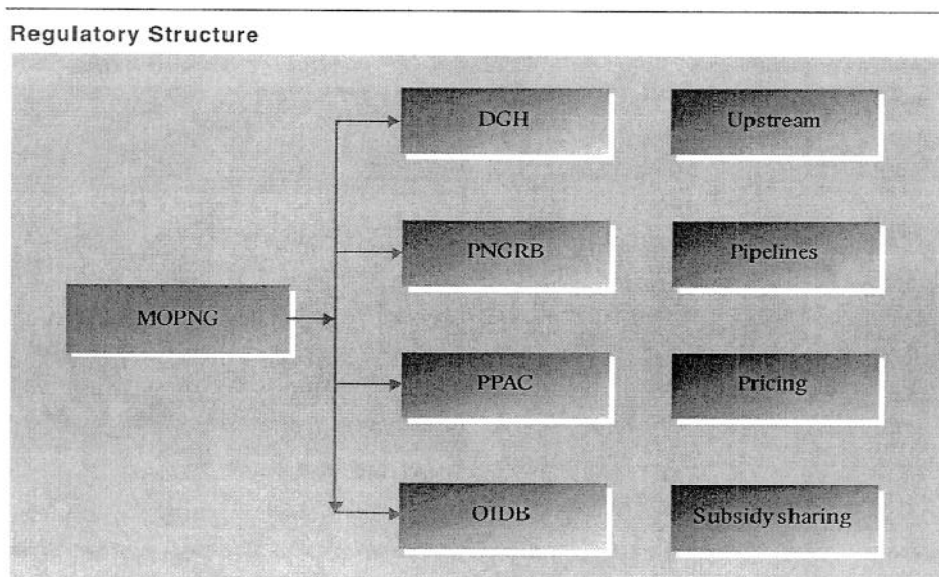 Regulatory Structure
DGH
Upstream
PNGRB
Pipelines
MOPNG
PPAC
Pricing
OIDB
Subsidy sharing